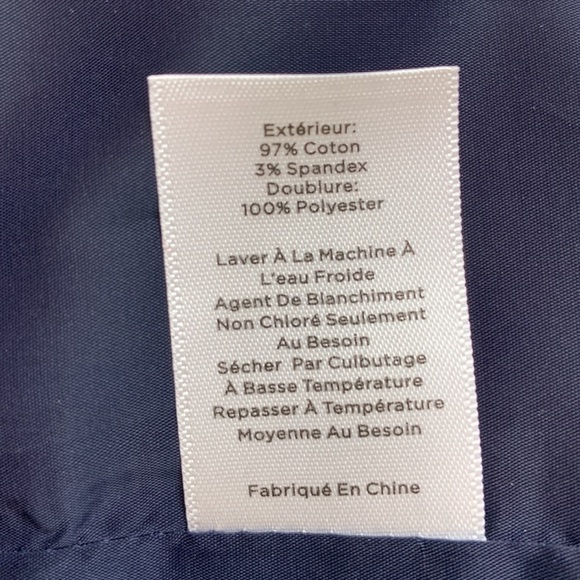 Extérieur:
97% Coton
3% Spandex
Doublure:
100% Polyester
Laver À La Machine À
L'eau Froide
Agent De Blanchiment
Non Chloré Seulement
Au Besoin
Sécher Par Culbutage
À Basse Température
Repasser À Température
Moyenne Au Besoin
Fabriqué En Chine